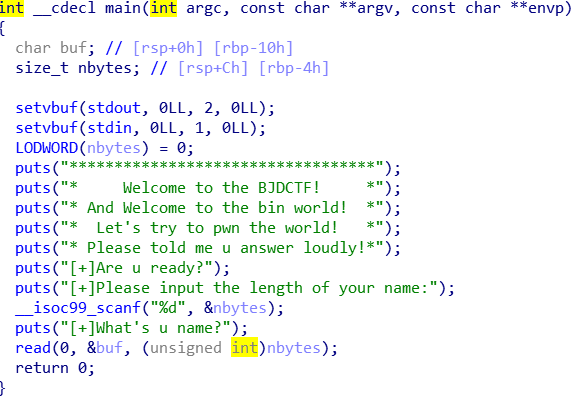 int __cdecl main(int argc, const char **argv, const char **envp)
{
  char buf; // [rsp+0h] [rbp-10h]
  size_t nbytes; // [rsp+Ch] [rbp-4h]

  setvbuf(stdout, 0LL, 2, 0LL);
  setvbuf(stdin, 0LL, 1, 0LL);
  LODWORD(nbytes) = 0;
  puts("**********************************");
  puts("*     Welcome to the BJDCTF!     *");
  puts("* And Welcome to the bin world!  *");
  puts("*  Let's try to pwn the world!   *");
  puts("* Please told me u answer loudly!*");
  puts("[+]Are u ready?");
  puts("[+]Please input the length of your name:");
  __isoc99_scanf("%d", &nbytes);
  puts("[+]What's u name?");
  read(0, &buf, (unsigned int)nbytes);
  return 0;
}